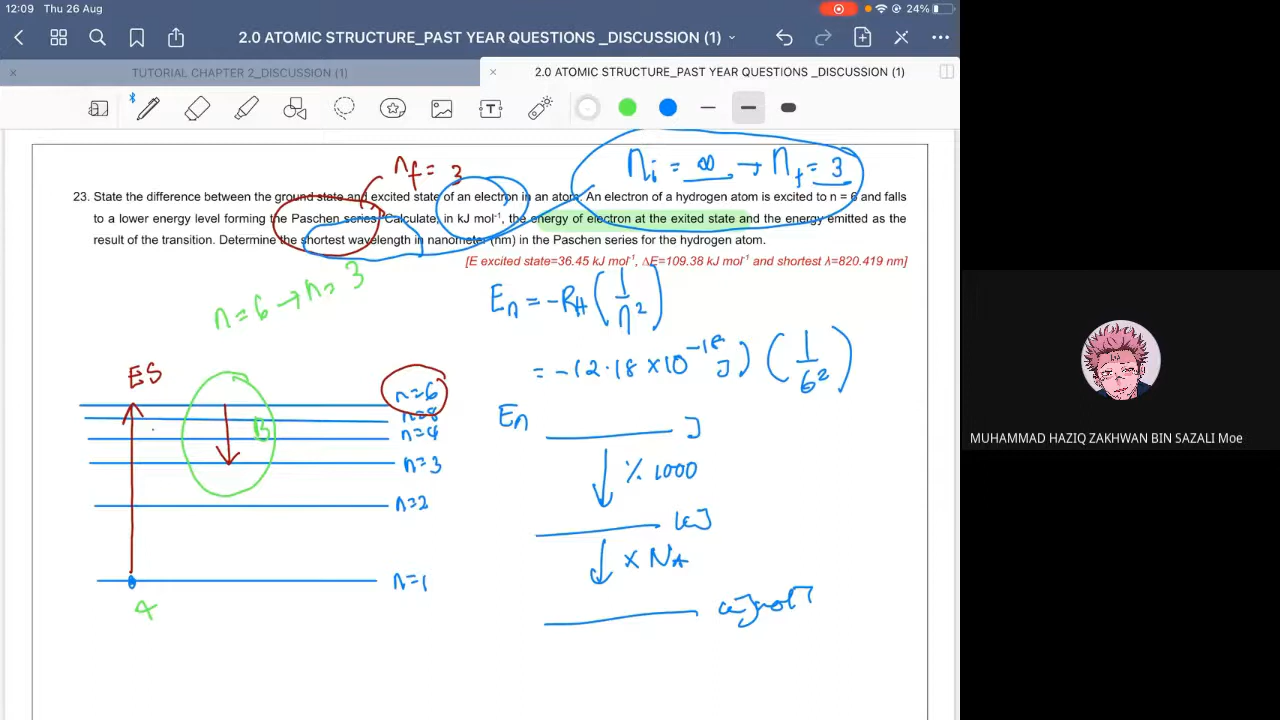 12:09 Thu 26 Aug
24%
2.0 ATOMIC STRUCTURE_PAST YEAR QUESTIONS _DISCUSSION (1)
TUTORIAL CHAPTER 2_DISCUSSION (1)
2.0 ATOMIC STRUCTURE_PAST YEAR QUESTIONS _DISCUSSION (1)
nf = 3
ni = ∞ → nf = 3
23. State the difference between the ground state and excited state of an electron in an atom. An electron of a hydrogen atom is excited to n = 6 and falls
to a lower energy level forming the Paschen series. Calculate, in kJ mol⁻¹, the energy of electron at the exited state and the energy emitted as the
result of the transition. Determine the shortest wavelength in nanometer (nm) in the Paschen series for the hydrogen atom.
[E excited state=36.45 kJ mol⁻¹, ΔE=109.38 kJ mol⁻¹ and shortest λ=820.419 nm]
n=6 → n=3
En = -RH (1/n²)
= -(2.18 × 10⁻¹⁸ J) (1/6²)
ES
n=6
n=4
B
n=3
n=2
n=1
A
En J
% 1000
kJ
× NA
kJ mol⁻¹
MUHAMMAD HAZIQ ZAKHWAN BIN SAZALI Moe